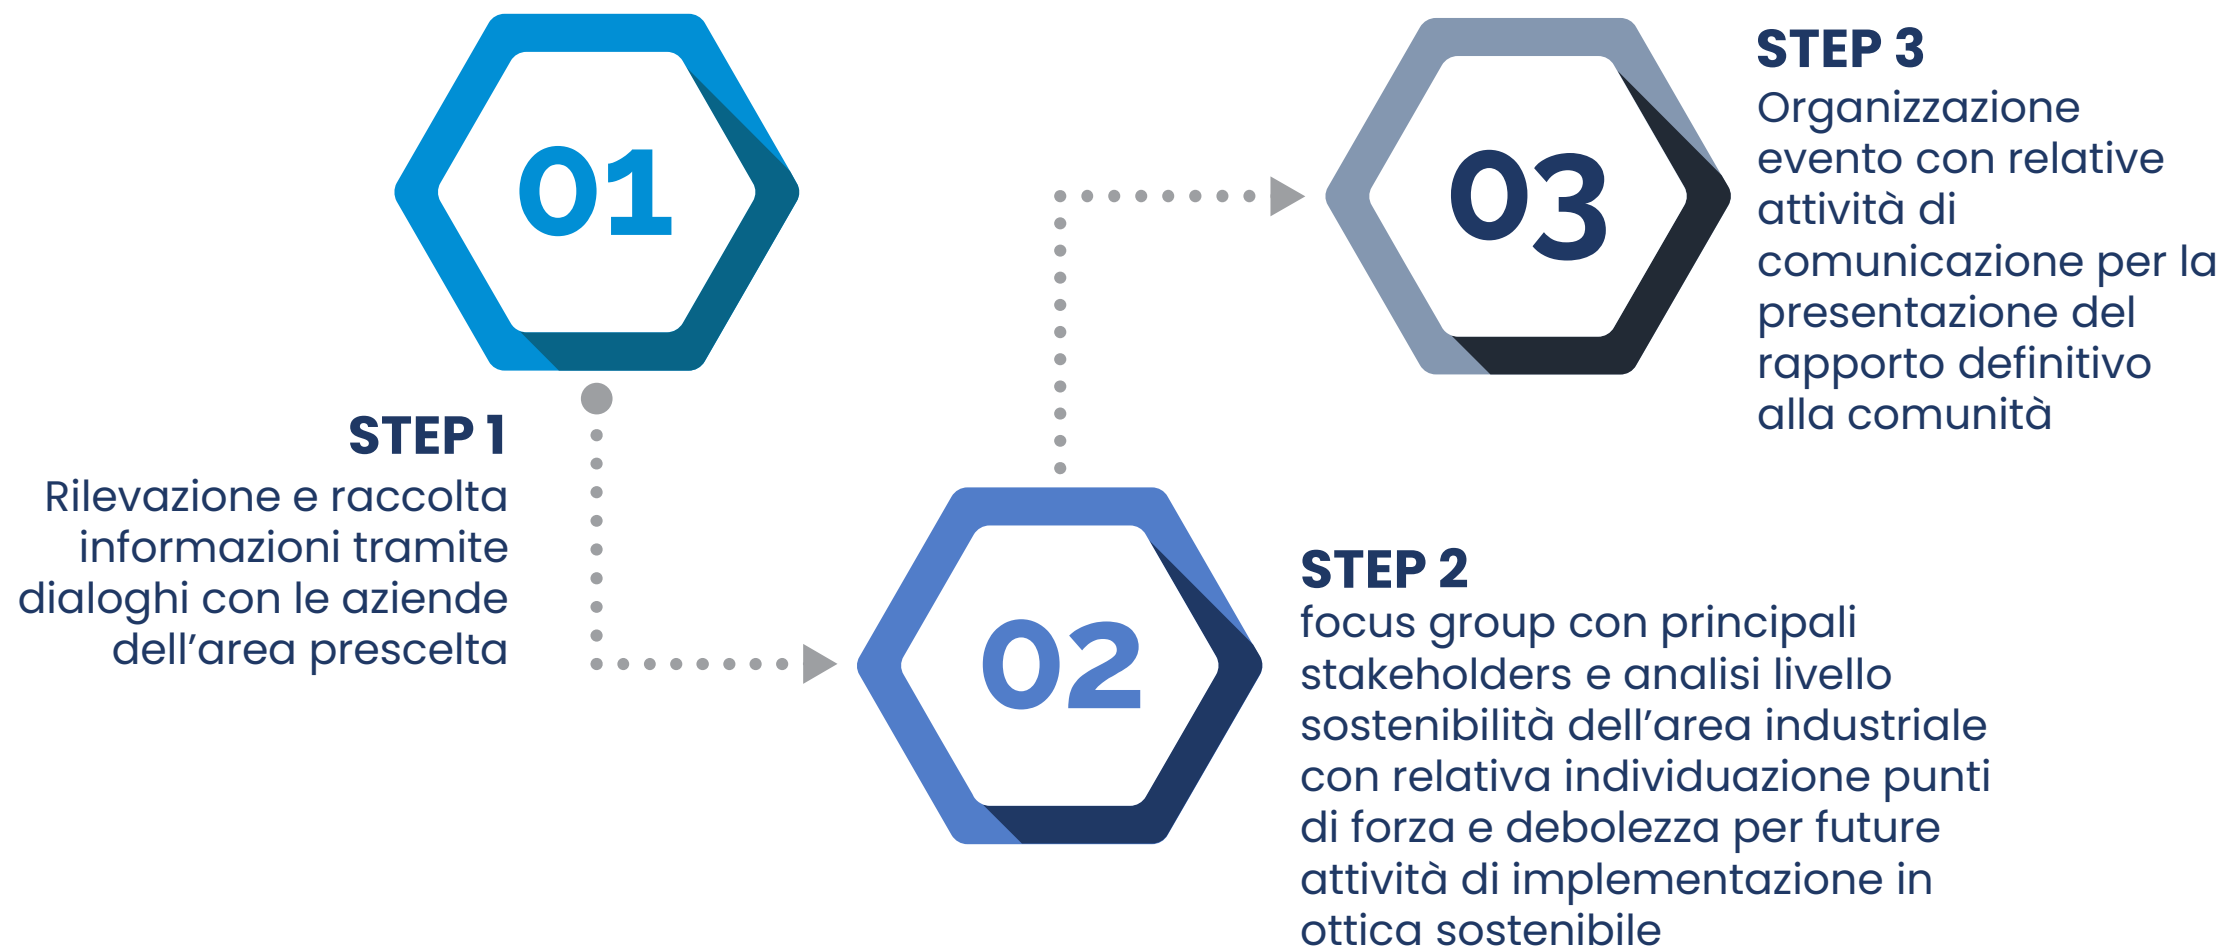 01
STEP 1
Rilevazione e raccolta
informazioni tramite
dialoghi con le aziende
dell’area prescelta
02
STEP 2
focus group con principali
stakeholders e analisi livello
sostenibilità dell’area industriale
con relativa individuazione punti
di forza e debolezza per future
attività di implementazione in
ottica sostenibile
03
STEP 3
Organizzazione
evento con relative
attività di
comunicazione per la
presentazione del
rapporto definitivo
alla comunità